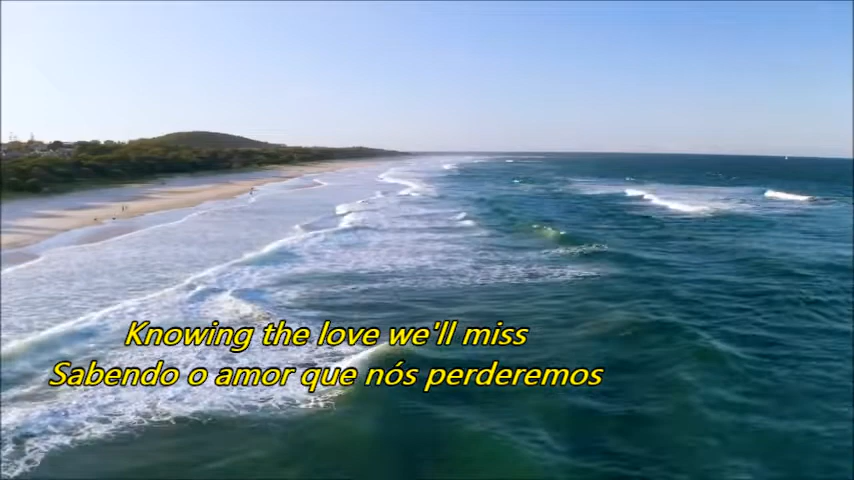 Knowing the love we'll miss
Sabendo o amor que nós perderemos